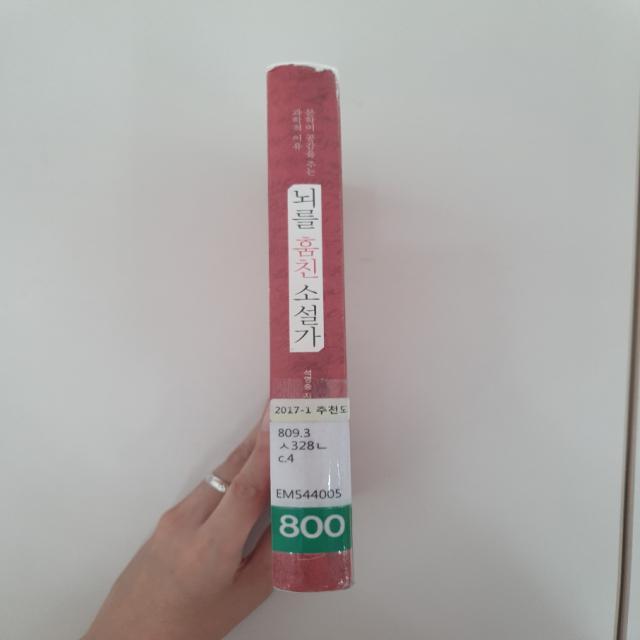 문학이 공감을 주는
과학적 이유
뇌를 훔친 소설가
석영중
2017-1 추천도
809.3
ㅅ328ㄴ
c.4
EM544005
800